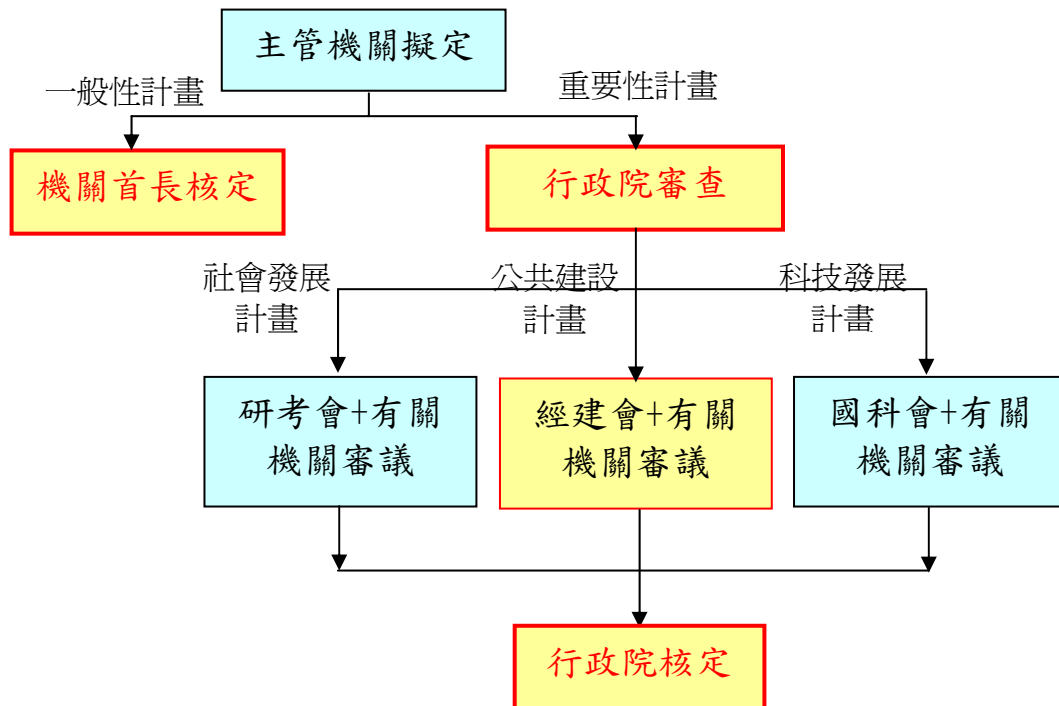 主管機關擬定
一般性計畫
重要性計畫
機關首長核定
行政院審查
社會發展
計畫
公共建設
計畫
科技發展
計畫
研考會+有關
機關審議
經建會+有關
機關審議
國科會+有關
機關審議
行政院核定